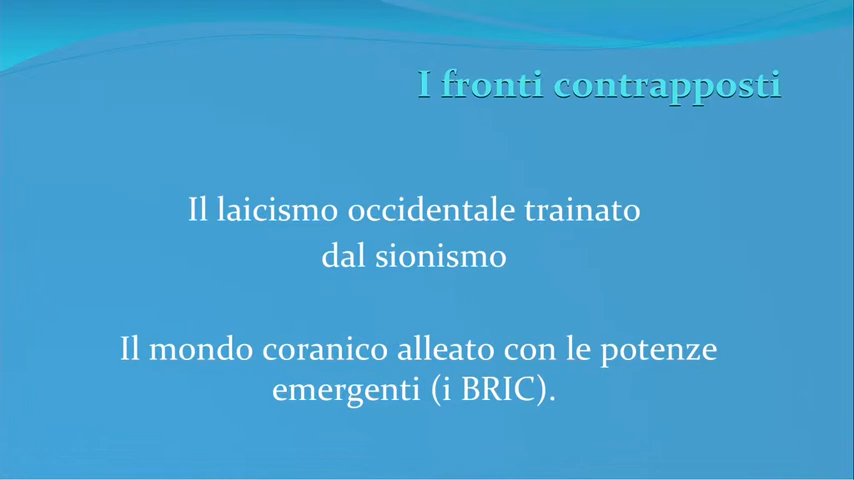 I fronti contrapposti
Il laicismo occidentale trainato
dal sionismo
Il mondo coranico alleato con le potenze
emergenti (i BRIC).